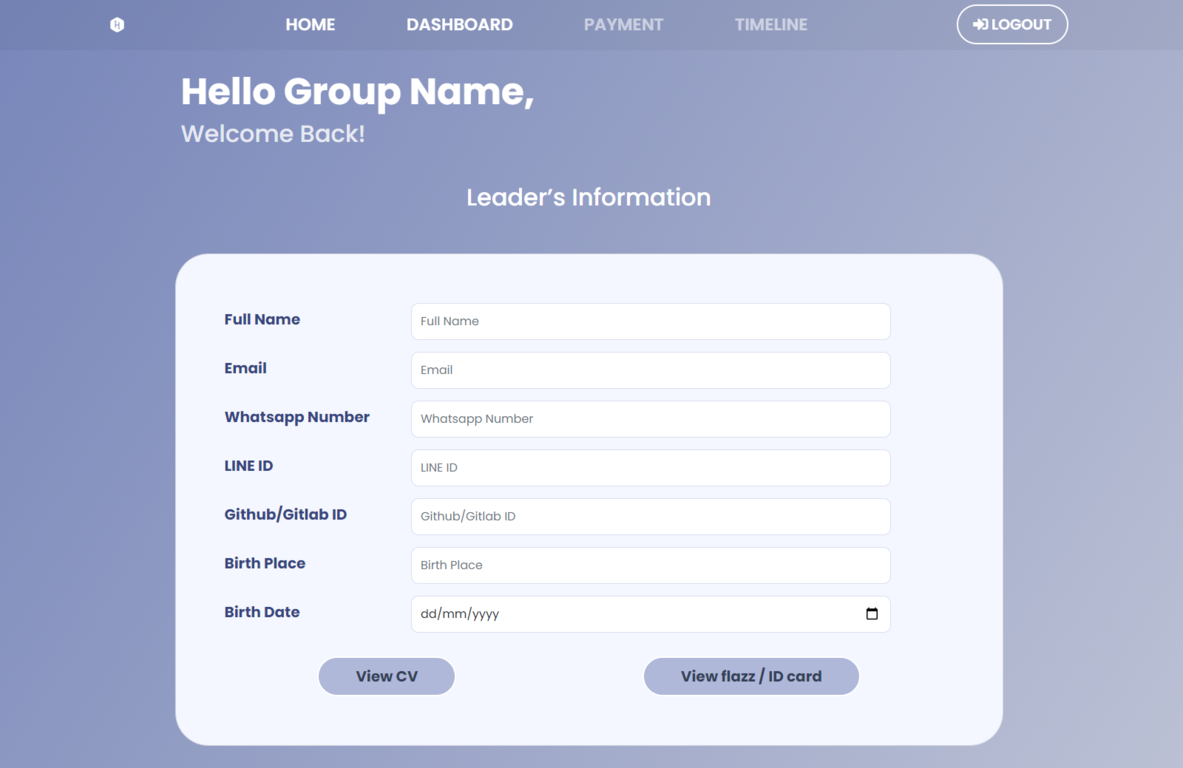 HOME DASHBOARD PAYMENT TIMELINE LOGOUT
Hello Group Name,
Welcome Back!
Leader's Information
Full Name Full Name
Email Email
Whatsapp Number Whatsapp Number
LINE ID LINE ID
Github/Gitlab ID Github/Gitlab ID
Birth Place Birth Place
Birth Date dd/mm/yyyy
View CV View flazz / ID card